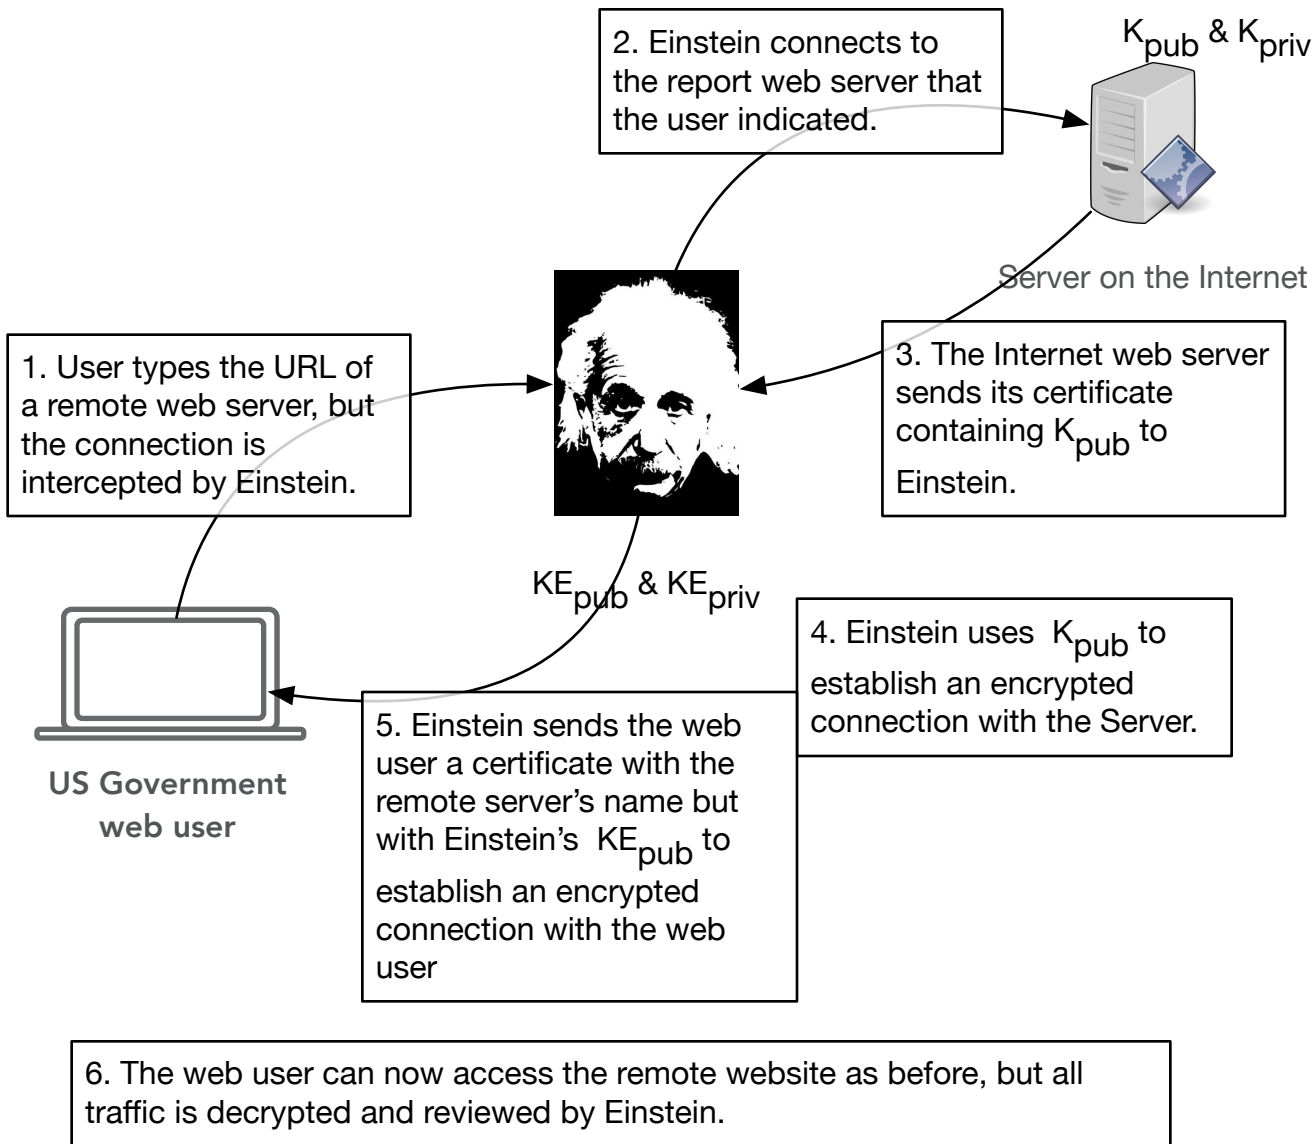 2. Einstein connects to
the report web server that
the user indicated.
Kpub & Kpriv
Server on the Internet
1. User types the URL of
a remote web server, but
the connection is
intercepted by Einstein.
3. The Internet web server
sends its certificate
containing Kpub to
Einstein.
KEpub & KEpriv
4. Einstein uses Kpub to
establish an encrypted
connection with the Server.
5. Einstein sends the web
user a certificate with the
remote server’s name but
with Einstein’s KEpub to
establish an encrypted
connection with the web
user
US Government
web user
6. The web user can now access the remote website as before, but all
traffic is decrypted and reviewed by Einstein.